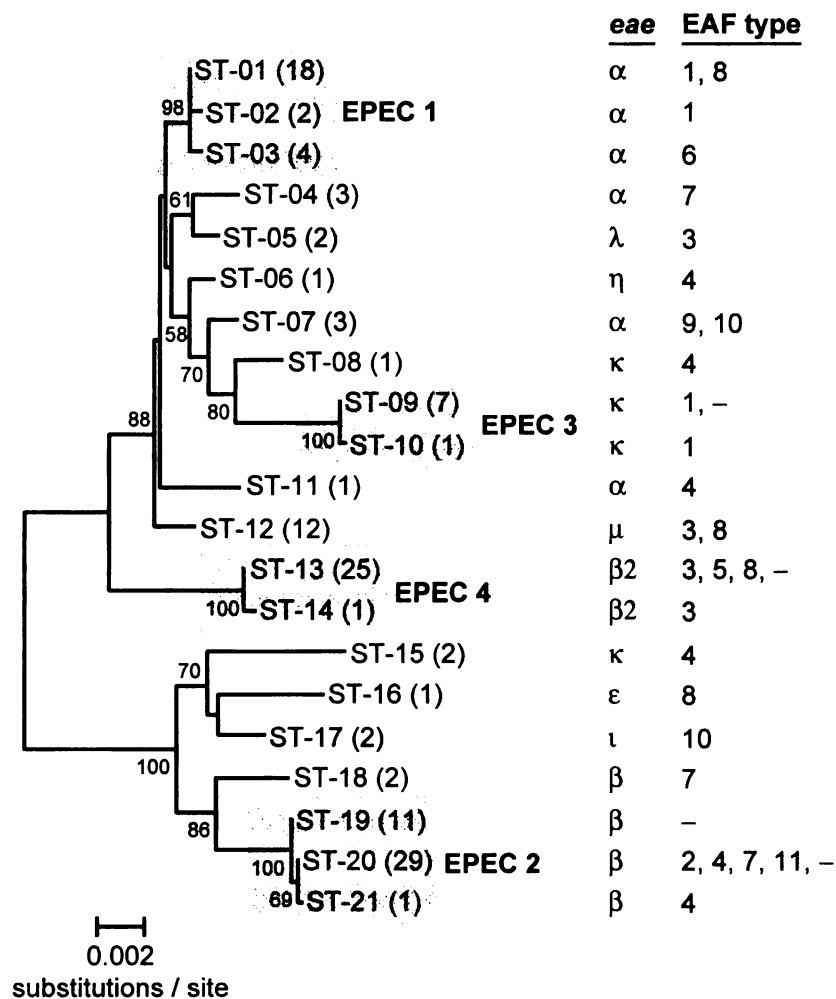 eae EAF type
ST-01 (18) α 1, 8
98 ST-02 (2) EPEC 1 α 1
ST-03 (4) α 6
61 ST-04 (3) α 7
ST-05 (2) λ 3
ST-06 (1) η 4
58 ST-07 (3) α 9, 10
70 ST-08 (1) κ 4
80 ST-09 (7) EPEC 3 κ 1, –
100 ST-10 (1) κ 1
88
ST-11 (1) α 4
ST-12 (12) μ 3, 8
ST-13 (25) EPEC 4 β2 3, 5, 8, –
100 ST-14 (1) β2 3
70 ST-15 (2) κ 4
ST-16 (1) ε 8
ST-17 (2) ι 10
100
ST-18 (2) β 7
86 ST-19 (11) β –
100 ST-20 (29) EPEC 2 β 2, 4, 7, 11, –
69 ST-21 (1) β 4
0.002
substitutions / site